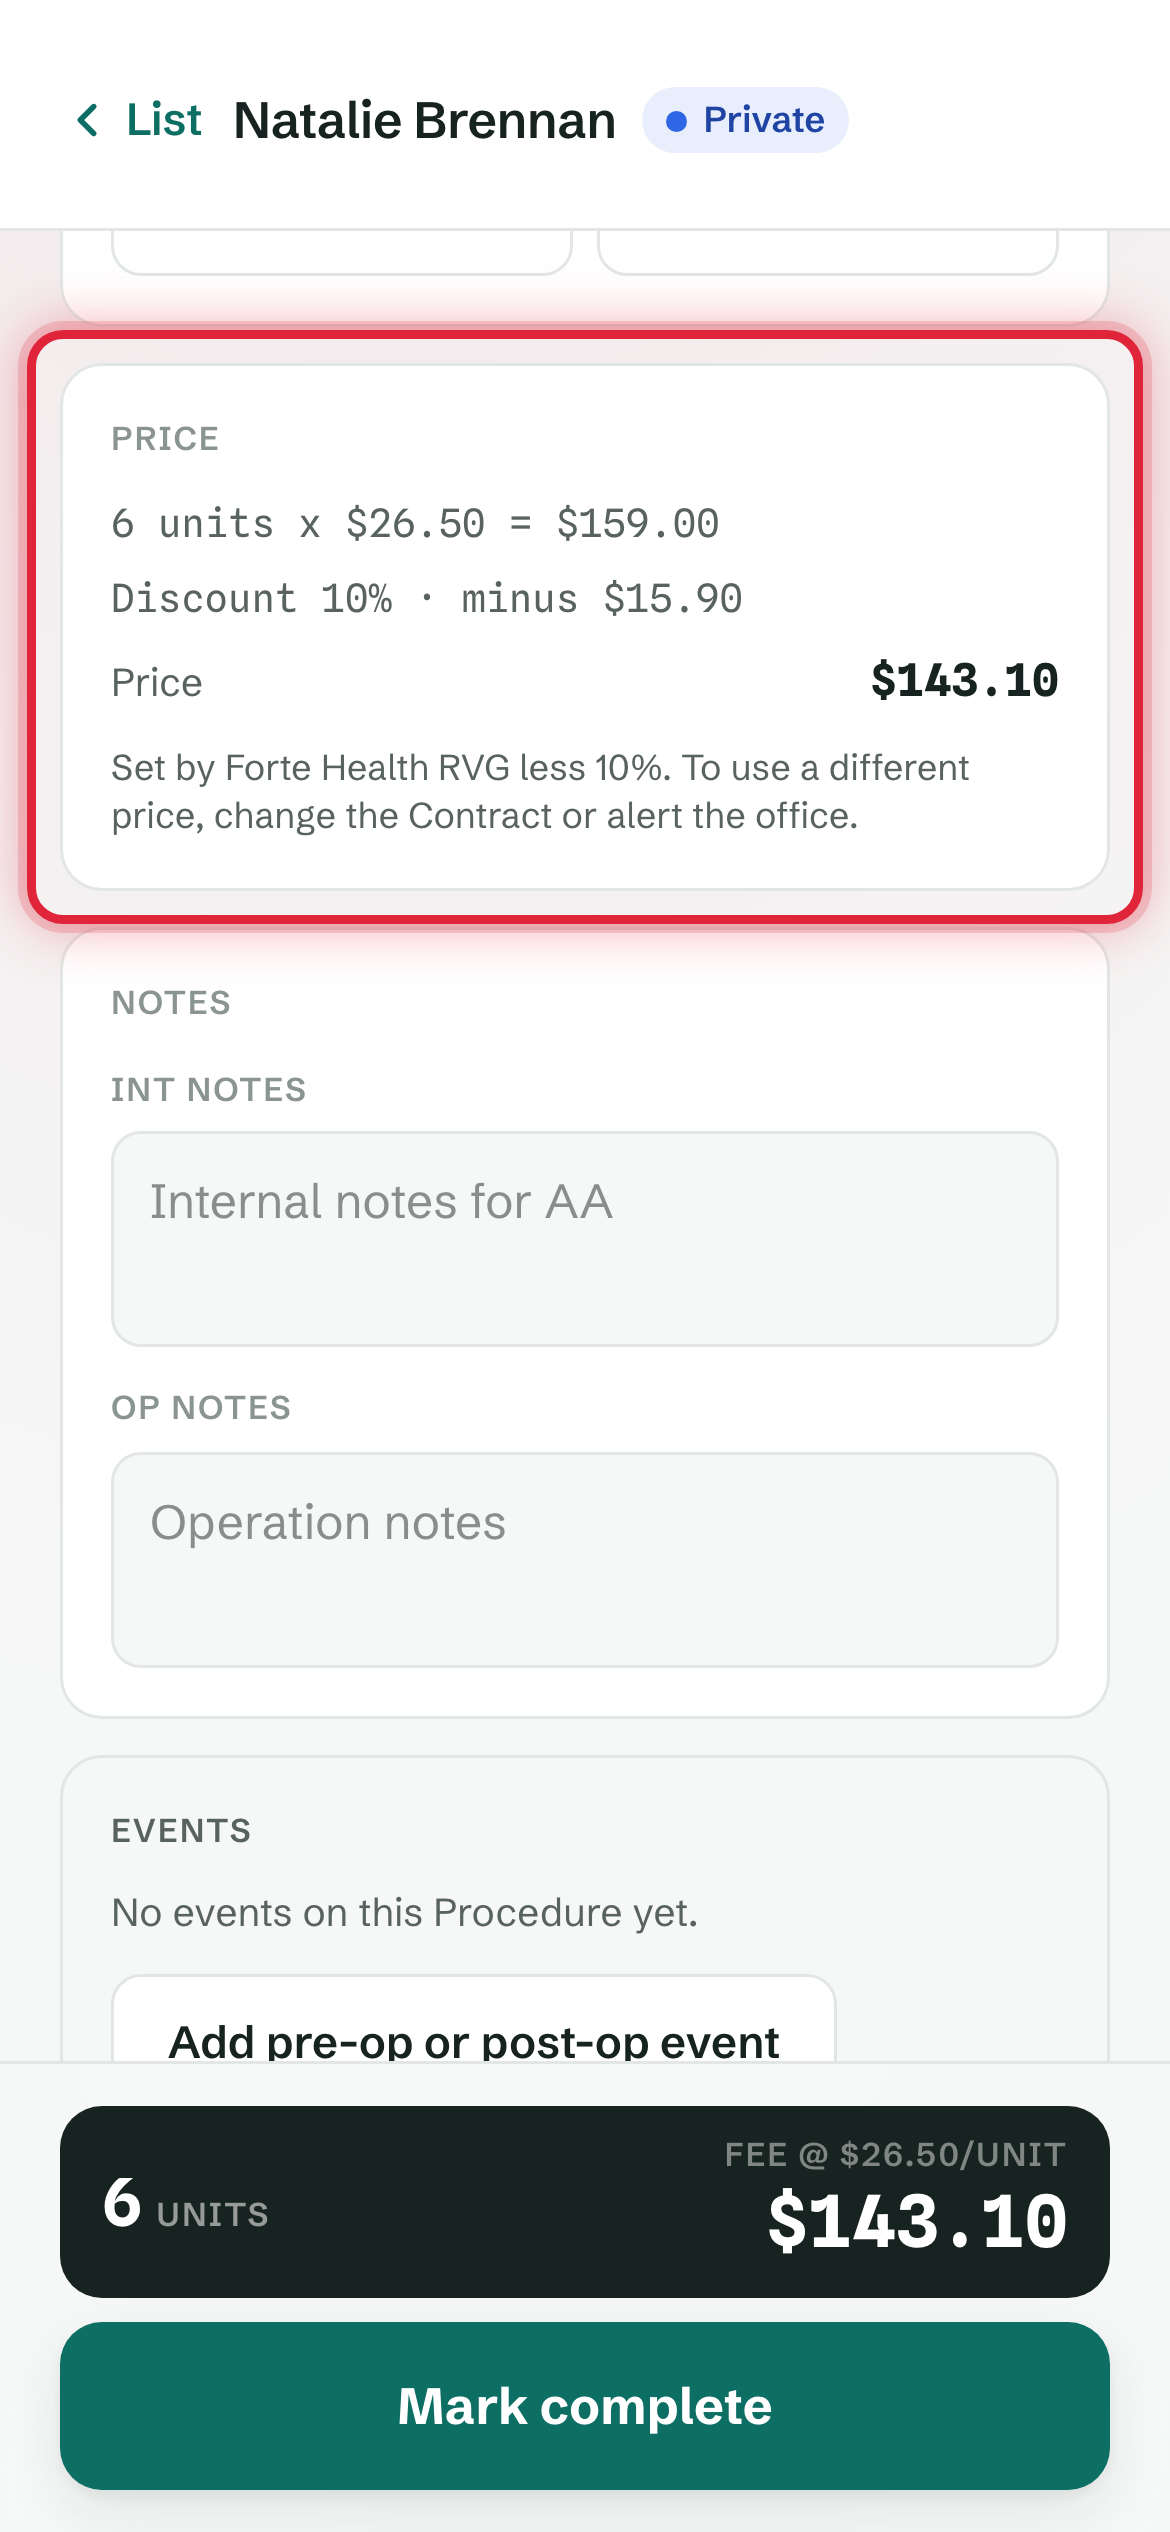 List Natalie Brennan Private
PRICE
6 units x $26.50 = $159.00
Discount 10% · minus $15.90
Price $143.10
Set by Forte Health RVG less 10%. To use a different
price, change the Contract or alert the office.
NOTES
INT NOTES
Internal notes for AA
OP NOTES
Operation notes
EVENTS
No events on this Procedure yet.
Add pre-op or post-op event
FEE @ $26.50/UNIT
6 UNITS $143.10
Mark complete